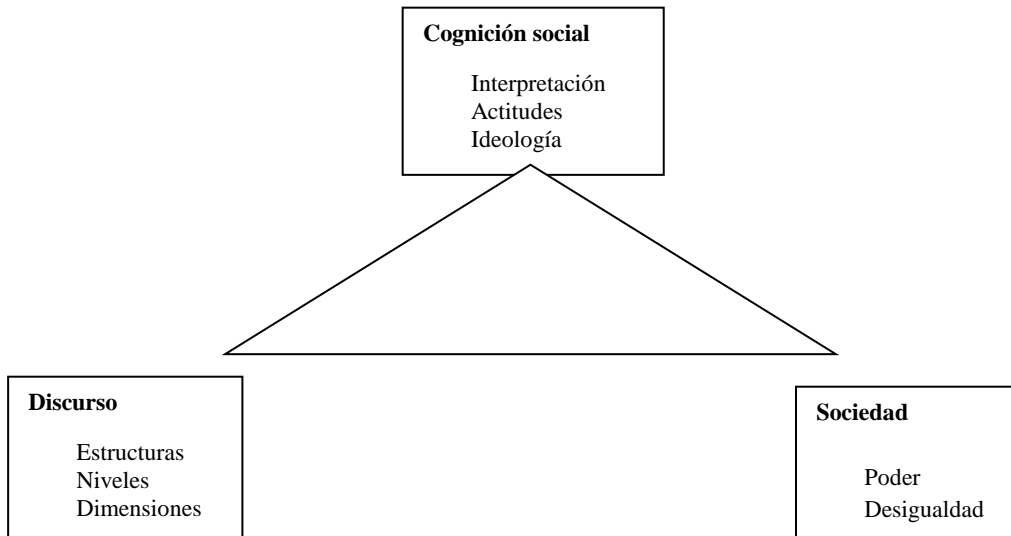 Cognición social
Interpretación
Actitudes
Ideología
Discurso
Estructuras
Niveles
Dimensiones
Sociedad
Poder
Desigualdad